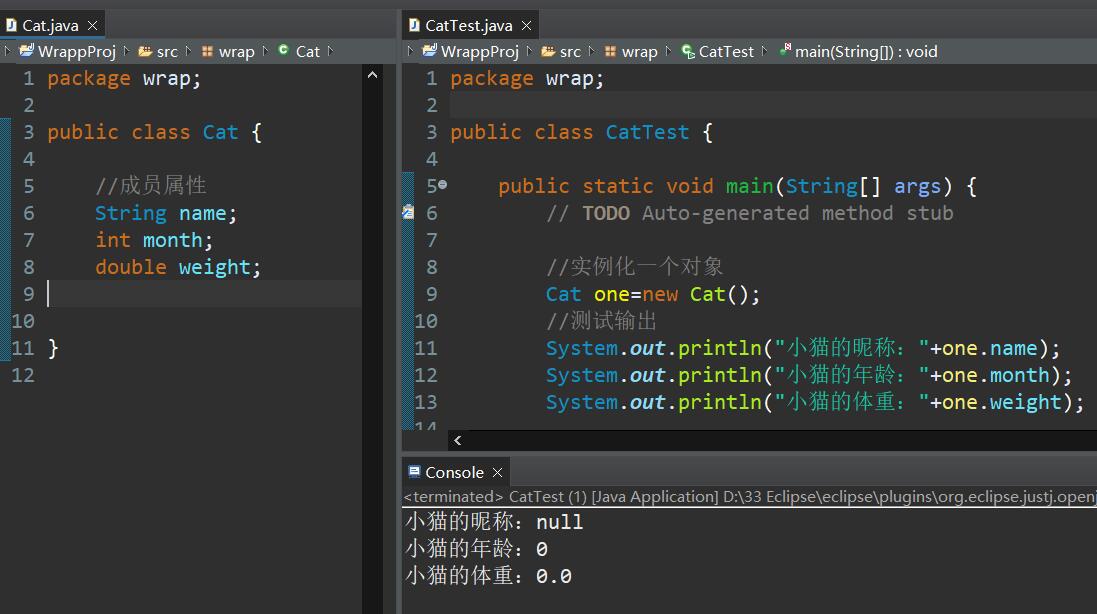 Cat.java
WrappProj src wrap Cat
1 package wrap;
2
3 public class Cat {
4
5 //成员属性
6 String name;
7 int month;
8 double weight;
9
10
11 }
12
CatTest.java
WrappProj src wrap CatTest main(String[]) : void
1 package wrap;
2
3 public class CatTest {
4
5 public static void main(String[] args) {
6 // TODO Auto-generated method stub
7
8 //实例化一个对象
9 Cat one=new Cat();
10 //测试输出
11 System.out.println("小猫的昵称："+one.name);
12 System.out.println("小猫的年龄："+one.month);
13 System.out.println("小猫的体重："+one.weight);
14
Console
<terminated> CatTest (1) [Java Application] D:\33 Eclipse\eclipse\plugins\org.eclipse.justj.openj
小猫的昵称：null
小猫的年龄：0
小猫的体重：0.0